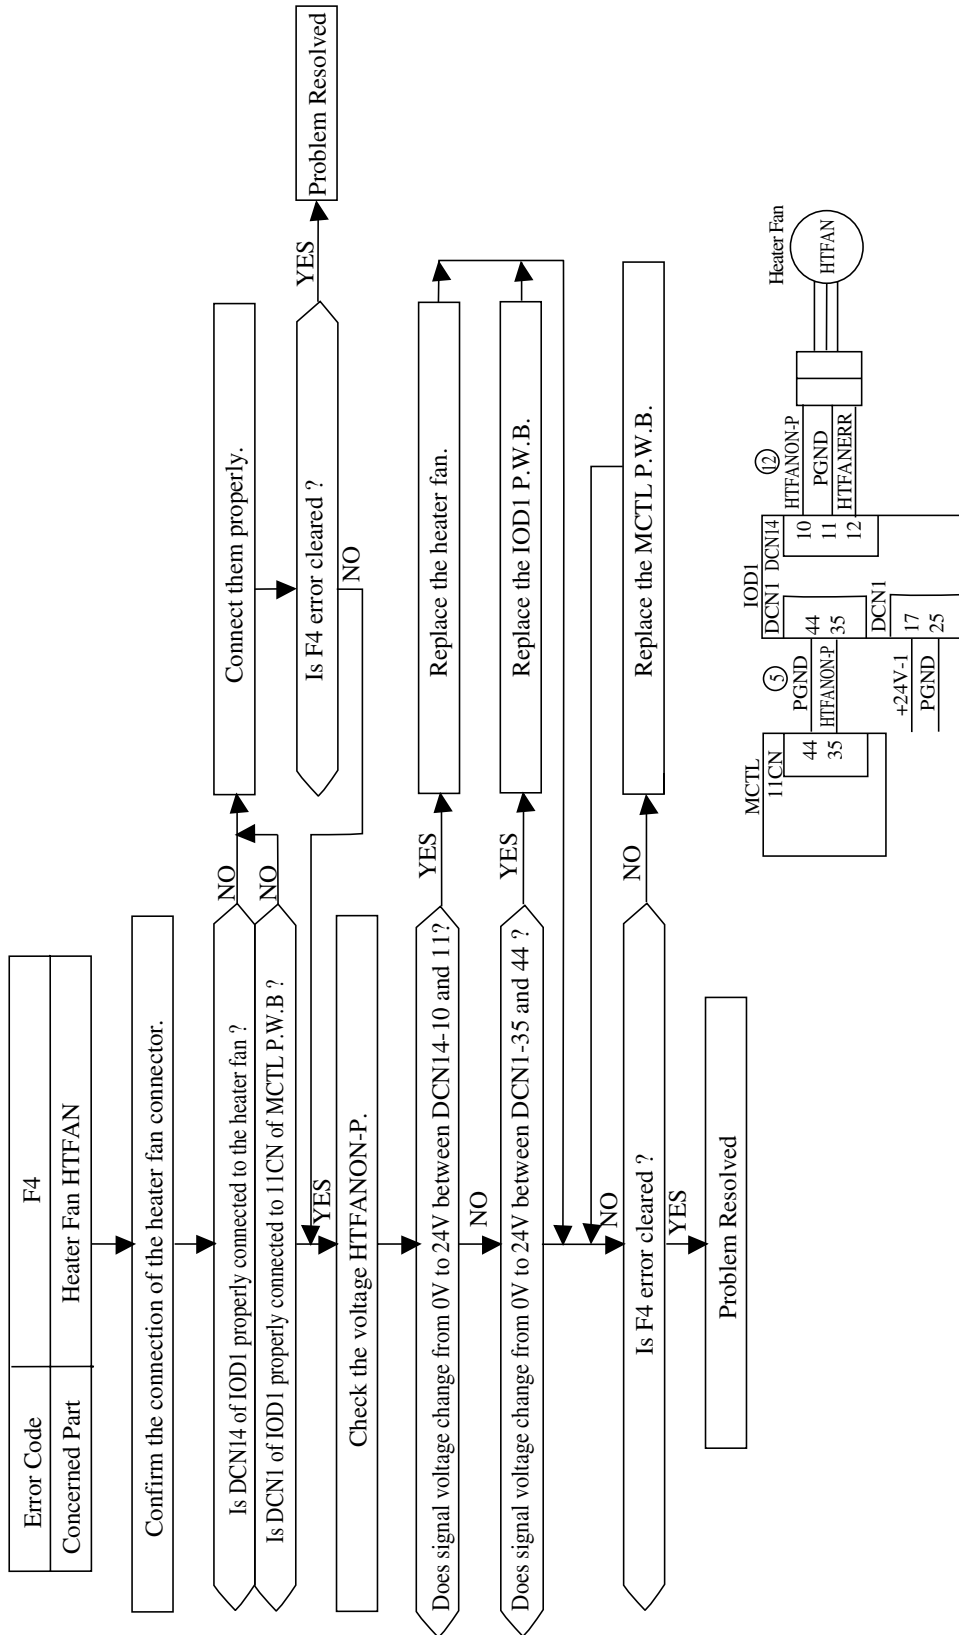 Error Code F4
Concerned Part Heater Fan HTFAN
Confirm the connection of the heater fan connector.
Is DCN14 of IOD1 properly connected to the heater fan ?
NO
Is DCN1 of IOD1 properly connected to 11CN of MCTL P.W.B ?
NO
Connect them properly.
Is F4 error cleared ?
YES
Problem Resolved
NO
YES
Check the voltage HTFANON-P.
Does signal voltage change from 0V to 24V between DCN14-10 and 11?
YES
Replace the heater fan.
NO
Does signal voltage change from 0V to 24V between DCN1-35 and 44 ?
YES
Replace the IOD1 P.W.B.
NO
Is F4 error cleared ?
NO
Replace the MCTL P.W.B.
YES
Problem Resolved
MCTL
11CN
44
35
5
PGND
HTFANON-P
+24V-1
PGND
IOD1
DCN1
DCN14
44
35
DCN1
17
25
10
11
12
12
HTFANON-P
PGND
HTFANERR
Heater Fan
HTFAN